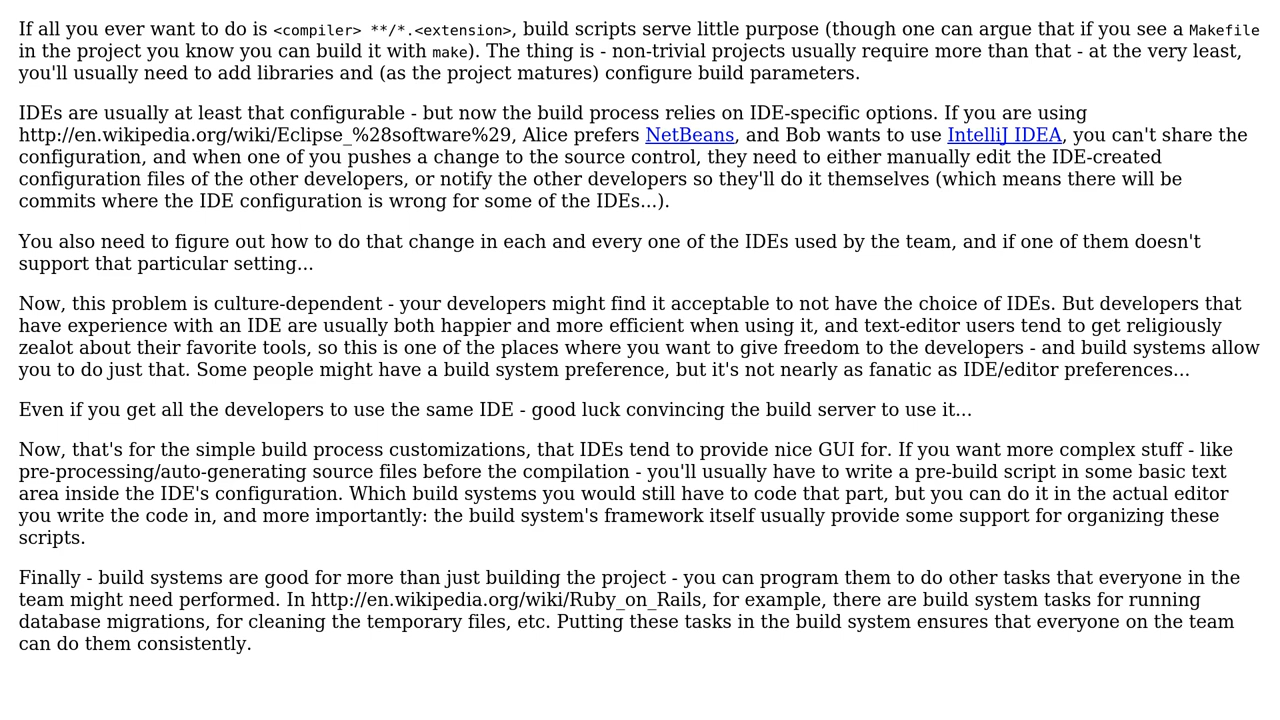 If all you ever want to do is <compiler> **/*.<extension>, build scripts serve little purpose (though one can argue that if you see a Makefile
in the project you know you can build it with make). The thing is - non-trivial projects usually require more than that - at the very least,
you'll usually need to add libraries and (as the project matures) configure build parameters.
IDEs are usually at least that configurable - but now the build process relies on IDE-specific options. If you are using
http://en.wikipedia.org/wiki/Eclipse_%28software%29, Alice prefers NetBeans, and Bob wants to use IntelliJ IDEA, you can't share the
configuration, and when one of you pushes a change to the source control, they need to either manually edit the IDE-created
configuration files of the other developers, or notify the other developers so they'll do it themselves (which means there will be
commits where the IDE configuration is wrong for some of the IDEs...).
You also need to figure out how to do that change in each and every one of the IDEs used by the team, and if one of them doesn't
support that particular setting...
Now, this problem is culture-dependent - your developers might find it acceptable to not have the choice of IDEs. But developers that
have experience with an IDE are usually both happier and more efficient when using it, and text-editor users tend to get religiously
zealot about their favorite tools, so this is one of the places where you want to give freedom to the developers - and build systems allow
you to do just that. Some people might have a build system preference, but it's not nearly as fanatic as IDE/editor preferences...
Even if you get all the developers to use the same IDE - good luck convincing the build server to use it...
Now, that's for the simple build process customizations, that IDEs tend to provide nice GUI for. If you want more complex stuff - like
pre-processing/auto-generating source files before the compilation - you'll usually have to write a pre-build script in some basic text
area inside the IDE's configuration. Which build systems you would still have to code that part, but you can do it in the actual editor
you write the code in, and more importantly: the build system's framework itself usually provide some support for organizing these
scripts.
Finally - build systems are good for more than just building the project - you can program them to do other tasks that everyone in the
team might need performed. In http://en.wikipedia.org/wiki/Ruby_on_Rails, for example, there are build system tasks for running
database migrations, for cleaning the temporary files, etc. Putting these tasks in the build system ensures that everyone on the team
can do them consistently.